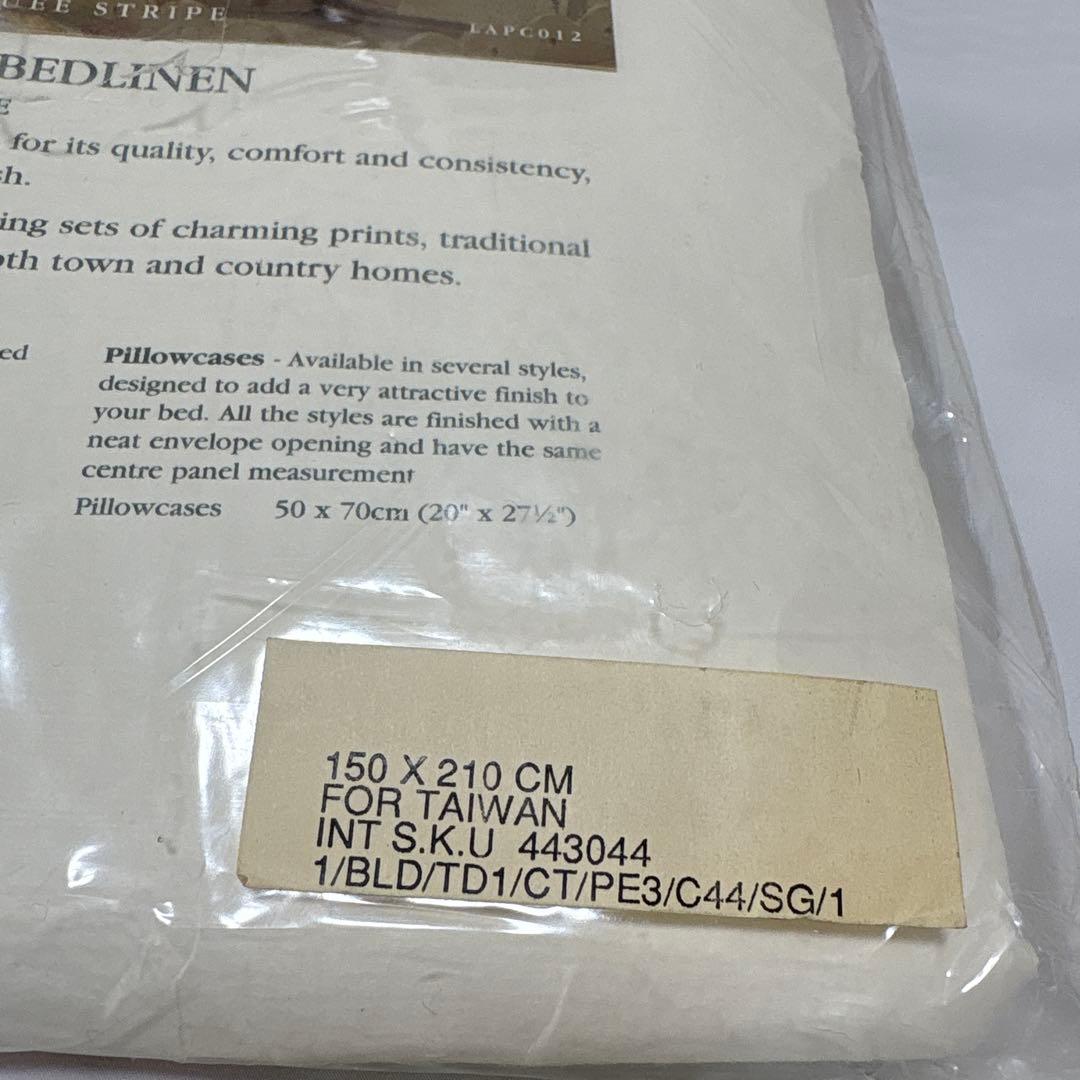 STRIPE
LAPC012
BEDLINEN
for its quality, comfort and consistency,
ing sets of charming prints, traditional
town and country homes.
ed
Pillowcases - Available in several styles,
designed to add a very attractive finish to
your bed. All the styles are finished with a
neat envelope opening and have the same
centre panel measurement
Pillowcases 50 x 70cm (20" x 27½")
150 X 210 CM
FOR TAIWAN
INT S.K.U 443044
1/BLD/TD1/CT/PE3/C44/SG/1